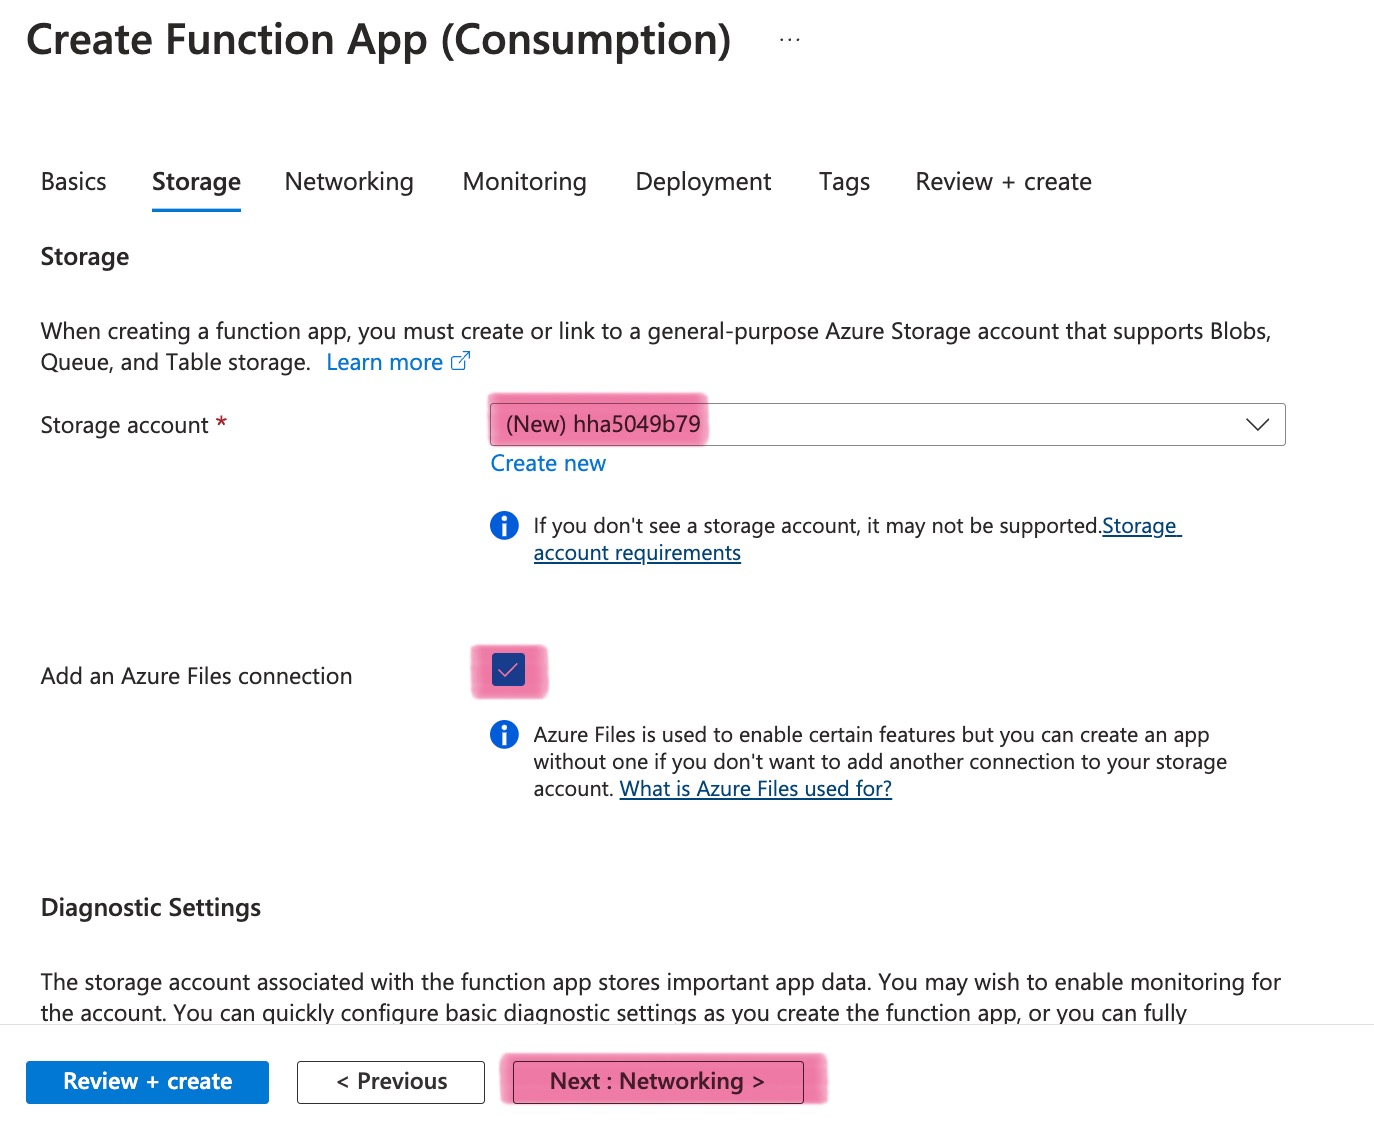 Create Function App (Consumption) ...
Basics Storage Networking Monitoring Deployment Tags Review + create
Storage
When creating a function app, you must create or link to a general-purpose Azure Storage account that supports Blobs,
Queue, and Table storage. Learn more
Storage account *
(New) hha5049b79
Create new
If you don't see a storage account, it may not be supported.Storage
account requirements
Add an Azure Files connection
Azure Files is used to enable certain features but you can create an app
without one if you don't want to add another connection to your storage
account. What is Azure Files used for?
Diagnostic Settings
The storage account associated with the function app stores important app data. You may wish to enable monitoring for
the account. You can quickly configure basic diagnostic settings as you create the function app, or you can fully
Review + create < Previous Next : Networking >